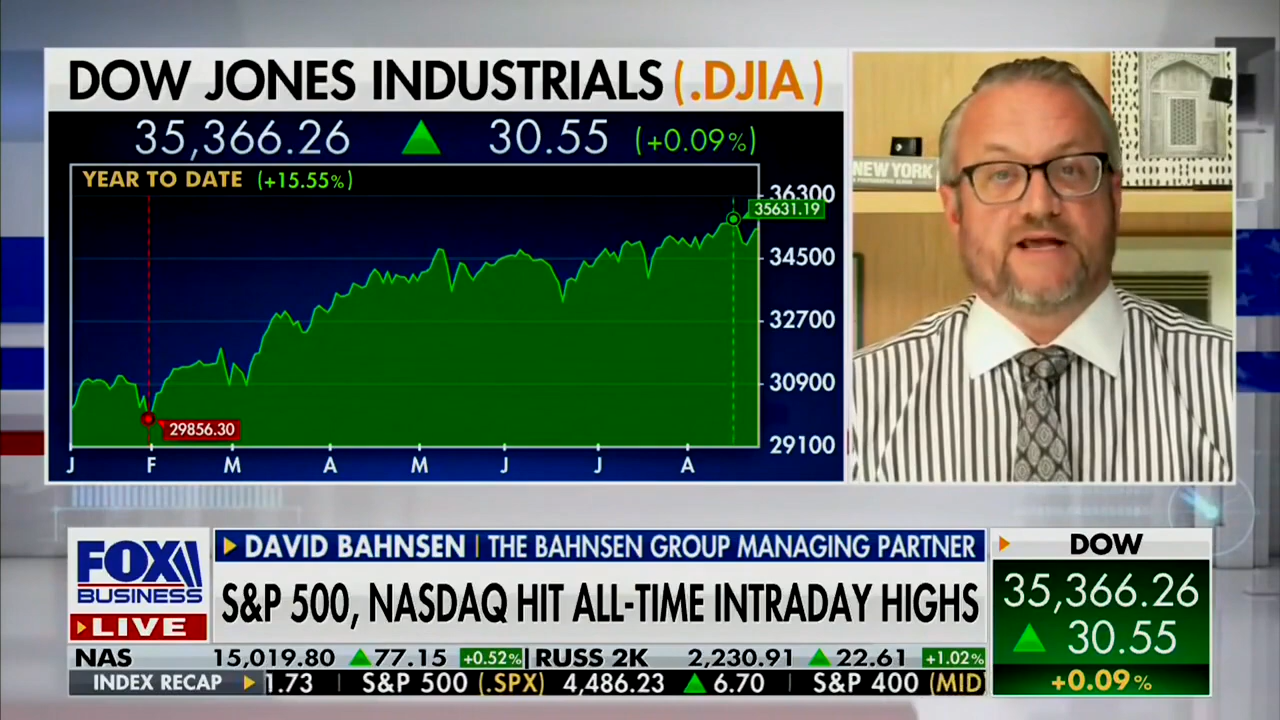 DOW JONES INDUSTRIALS (.DJIA)
35,366.26 ▲ 30.55 (+0.09%)
YEAR TO DATE (+15.55%)
36300
35631.19
34500
32700
30900
29856.30
29100
J F M A M J J A
NEW YORK
DAVID BAHNSEN | THE BAHNSEN GROUP MANAGING PARTNER
S&P 500, NASDAQ HIT ALL-TIME INTRADAY HIGHS
FOX
BUSINESS
LIVE
DOW
35,366.26
▲ 30.55
+0.09%
NAS 15,019.80 ▲77.15 +0.52% | RUSS 2K 2,230.91 ▲ 22.61 +1.02%
INDEX RECAP 1.73 | S&P 500 (.SPX) 4,486.23 ▲ 6.70 | S&P 400 (MID